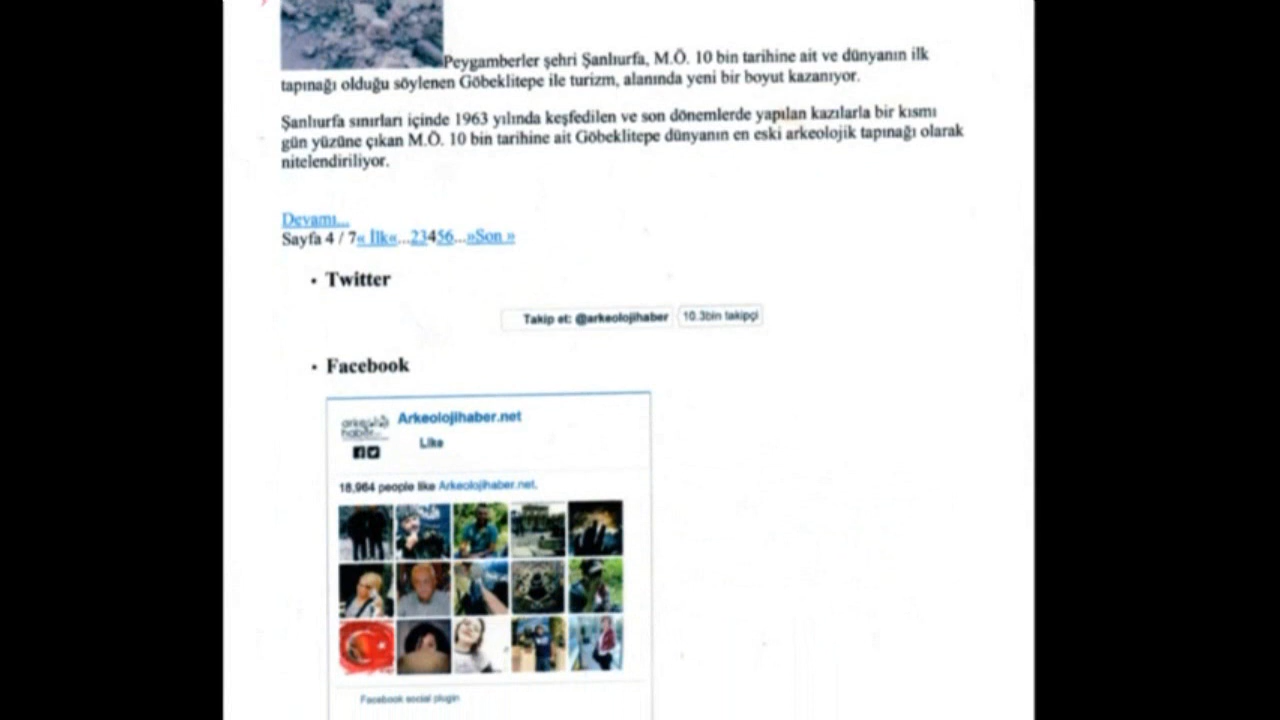 Peygamberler şehri Şanlıurfa, M.Ö. 10 bin tarihine ait ve dünyanın ilk
tapınağı olduğu söylenen Göbeklitepe ile turizm, alanında yeni bir boyut kazanıyor.
Şanlıurfa sınırları içinde 1963 yılında keşfedilen ve son dönemlerde yapılan kazılarla bir kısmı
gün yüzüne çıkan M.Ö. 10 bin tarihine ait Göbeklitepe dünyanın en eski arkeolojik tapınağı olarak
nitelendiriliyor.
Devamı...
Sayfa 4 / 7« İlk«...23456...»Son »
• Twitter
Takip et: @arkeolojihaber 10.3bin takipçi
• Facebook
arkeoloji
haber
Arkeolojihaber.net
Like
18,964 people like Arkeolojihaber.net.
Facebook social plugin